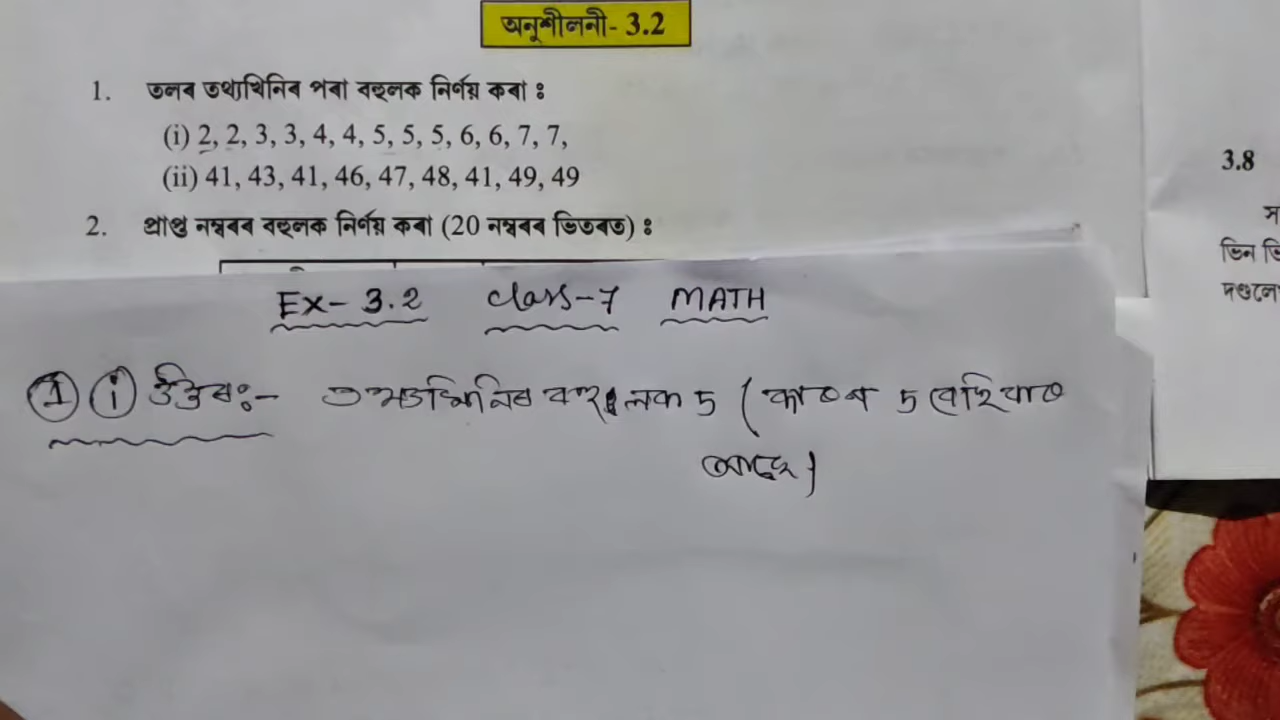 অনুশীলনী- 3.2
1. তলৰ তথ্যখিনিৰ পৰা বহুলক নিৰ্ণয় কৰা ঃ
(i) 2, 2, 3, 3, 4, 4, 5, 5, 5, 6, 6, 7, 7,
(ii) 41, 43, 41, 46, 47, 48, 41, 49, 49
2. প্ৰাপ্ত নম্বৰৰ বহুলক নিৰ্ণয় কৰা (20 নম্বৰৰ ভিতৰত) ঃ
3.8
ভিন
Ex- 3.2 Class-7 MATH
1 i উত্তৰঃ- তথ্যখিনিৰ বহুলক 5 (কাৰণ 5 বেছিবাৰ
আছে)